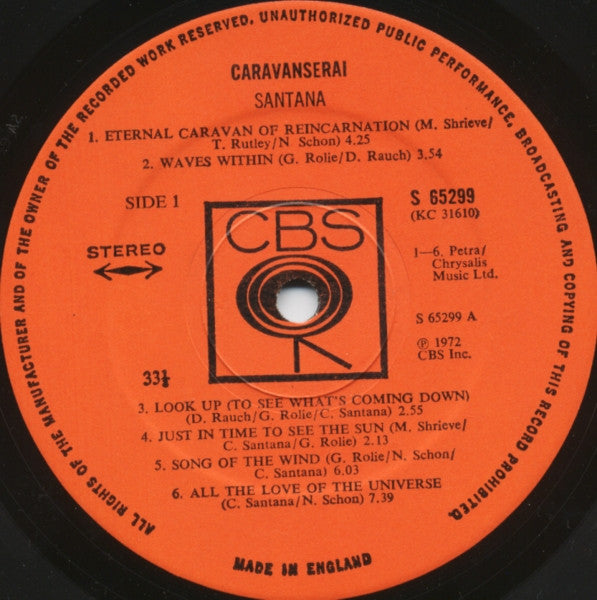 ALL RIGHTS OF THE MANUFACTURER AND OF THE OWNER OF THE RECORDED WORK RESERVED. UNAUTHORIZED PUBLIC PERFORMANCE, BROADCASTING AND COPYING OF THIS RECORD PROHIBITED.
CARAVANSERAI
SANTANA
1. ETERNAL CARAVAN OF REINCARNATION (M. Shrieve/
T. Rutley/N Schon) 4.25
2. WAVES WITHIN (G. Rolie/D. Rauch) 3.54
SIDE 1
S 65299
(KC 31610)
CBS
STEREO
1—6. Petra/
Chrysalis
Music Ltd.
S 65299 A
℗ 1972
CBS Inc.
33⅓
3. LOOK UP (TO SEE WHAT'S COMING DOWN)
(D. Rauch/G. Rolie/C. Santana) 2.55
4. JUST IN TIME TO SEE THE SUN (M. Shrieve/
C. Santana/G. Rolie) 2.13
5. SONG OF THE WIND (G. Rolie/N. Schon/
C. Santana) 6.03
6. ALL THE LOVE OF THE UNIVERSE
(C. Santana/N. Schon) 7.39
MADE IN ENGLAND